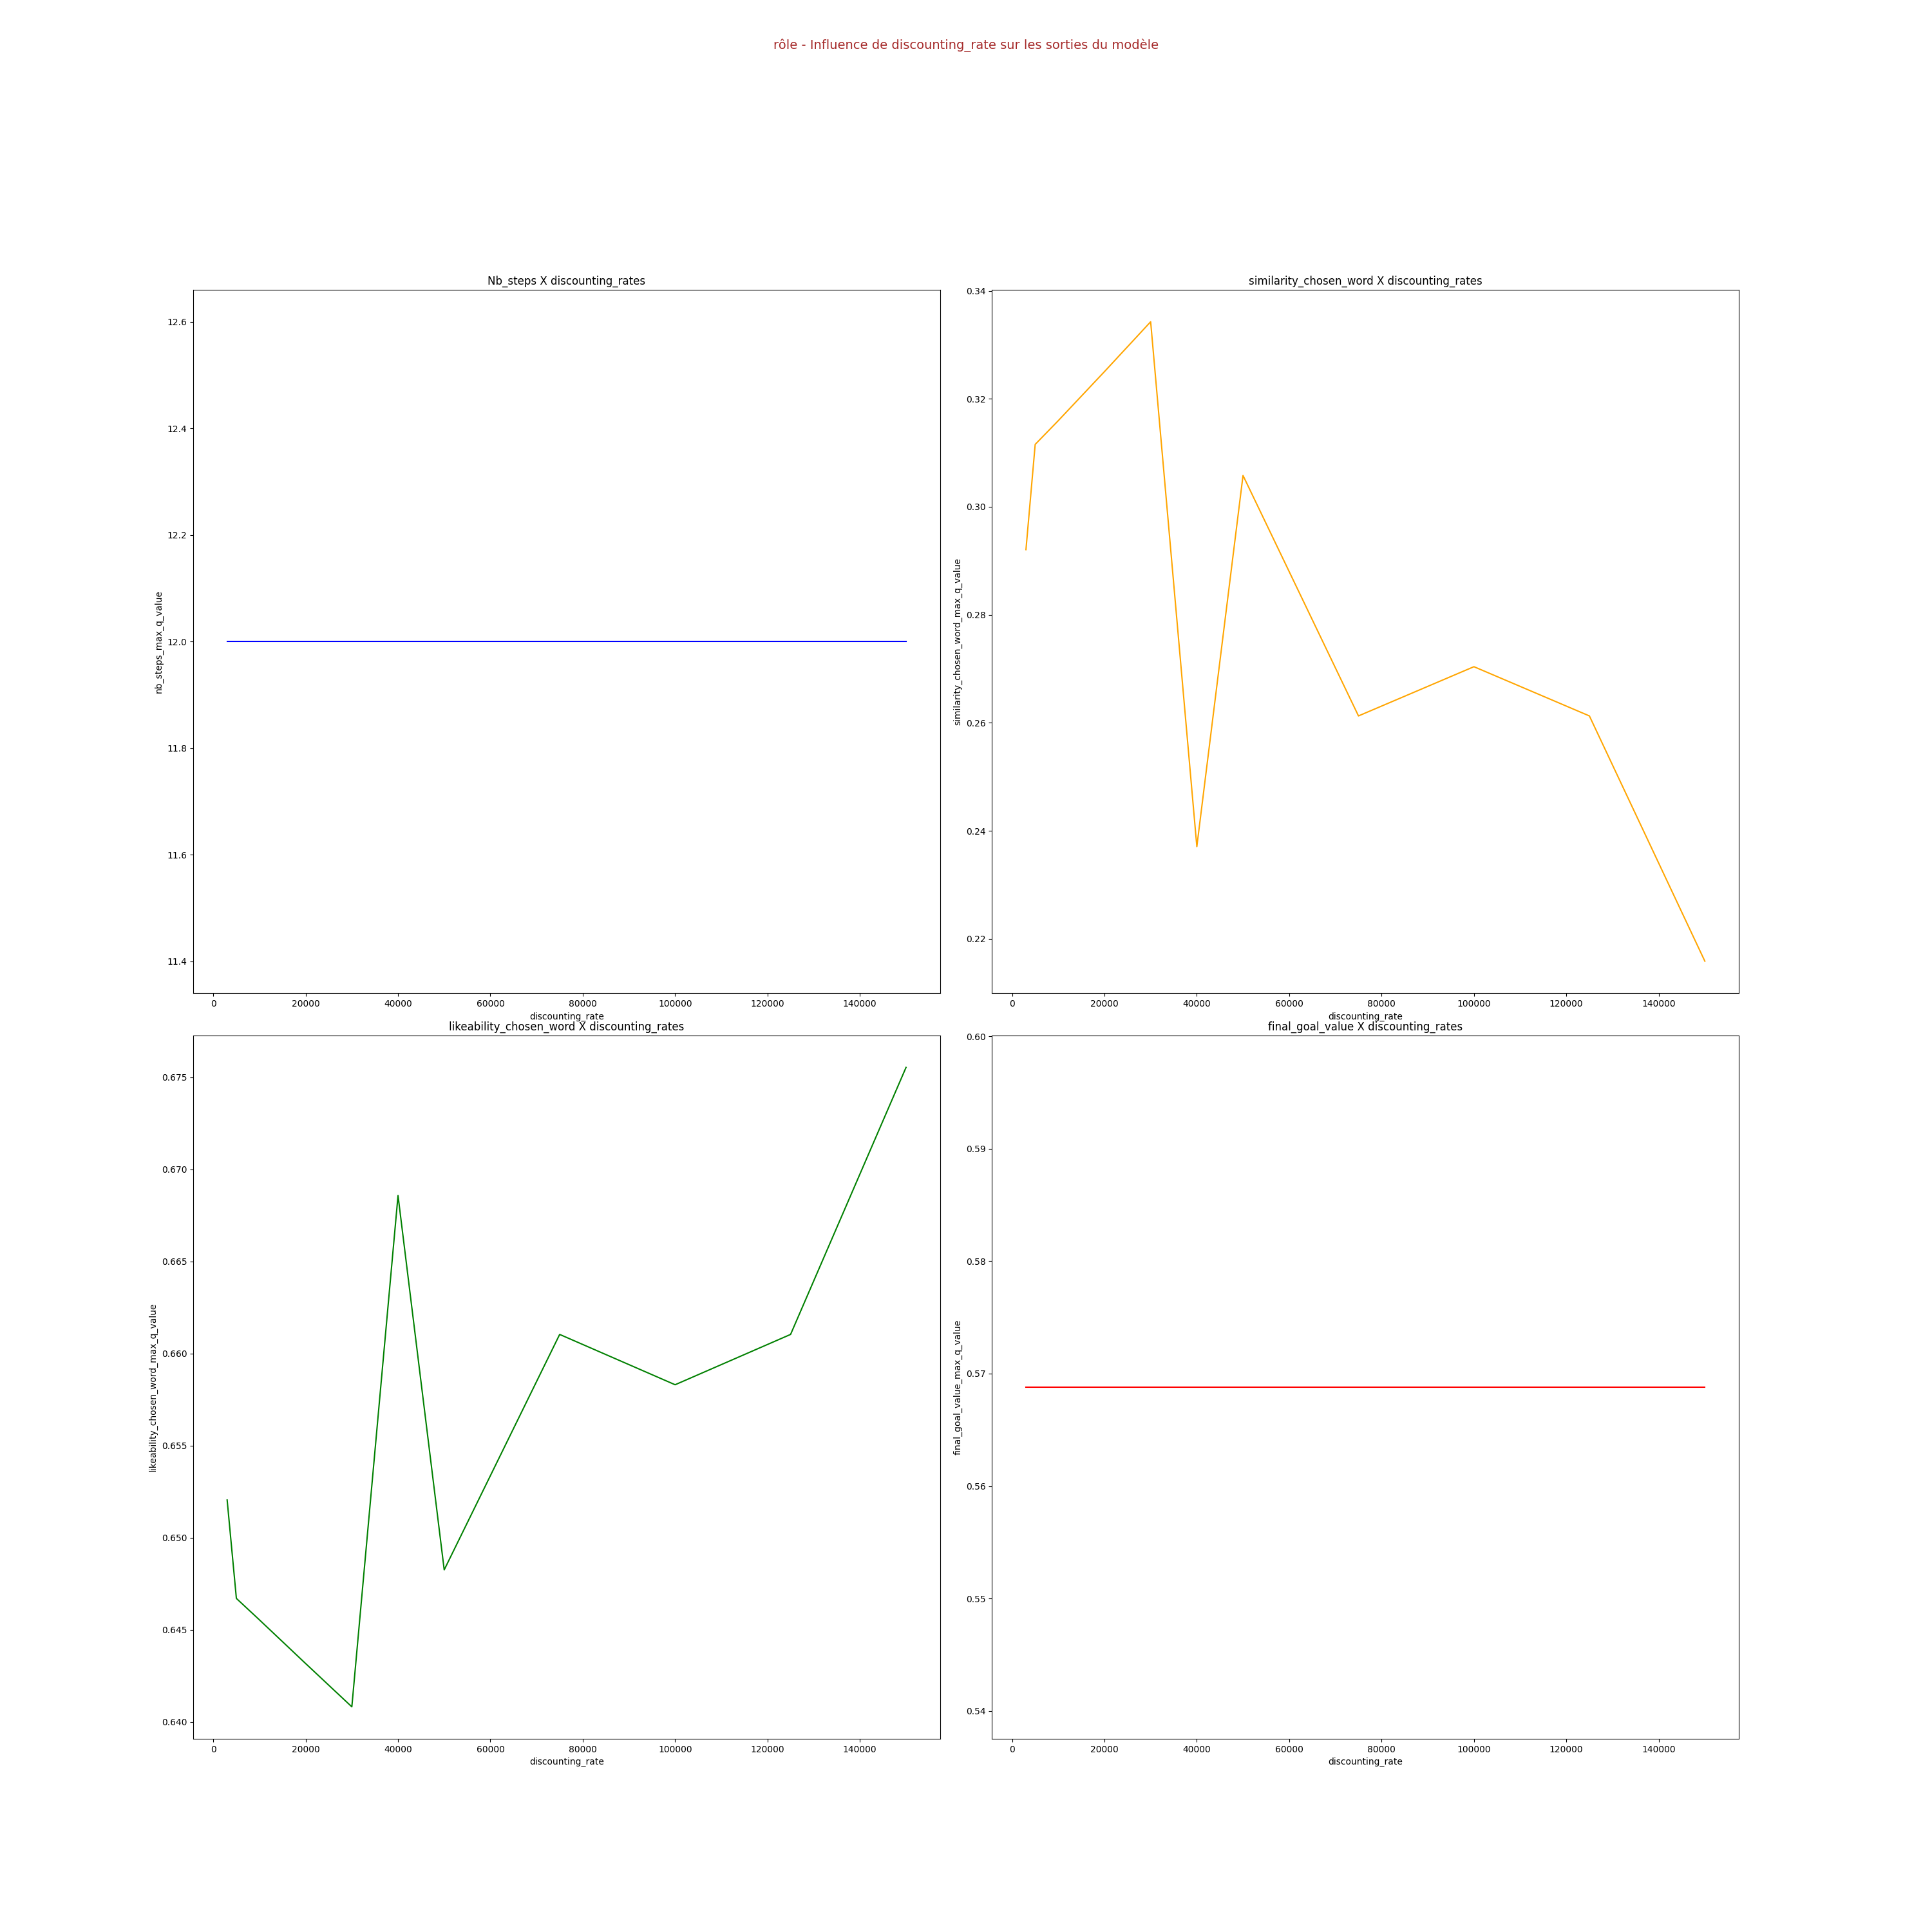 rôle - Influence de discounting_rate sur les sorties du modèle
Nb_steps X discounting_rates
12.6
12.4
12.2
12.0
11.8
11.6
11.4
nb_steps_max_q_value
0 20000 40000 60000 80000 100000 120000 140000
discounting_rate
similarity_chosen_word X discounting_rates
0.34
0.32
0.30
0.28
0.26
0.24
0.22
similarity_chosen_word_max_q_value
0 20000 40000 60000 80000 100000 120000 140000
discounting_rate
likeability_chosen_word X discounting_rates
0.675
0.670
0.665
0.660
0.655
0.650
0.645
0.640
likeability_chosen_word_max_q_value
0 20000 40000 60000 80000 100000 120000 140000
discounting_rate
final_goal_value X discounting_rates
0.60
0.59
0.58
0.57
0.56
0.55
0.54
final_goal_value_max_q_value
0 20000 40000 60000 80000 100000 120000 140000
discounting_rate